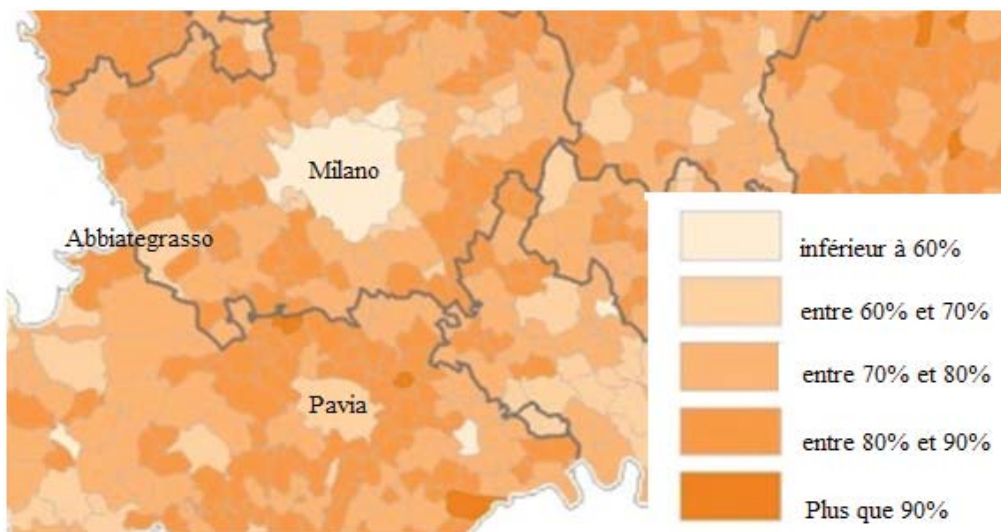 Milano
Abbiategrasso
Pavia
inférieur à 60%
entre 60% et 70%
entre 70% et 80%
entre 80% et 90%
Plus que 90%